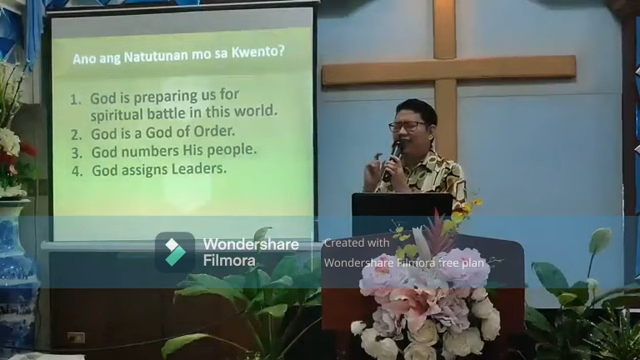 Ano ang Natutunan mo sa Kwento?
1. God is preparing us for
spiritual battle in this world.
2. God is a God of Order.
3. God numbers His people.
4. God assigns Leaders.
Wondershare
Filmora
Created with
Wondershare Filmora free plan